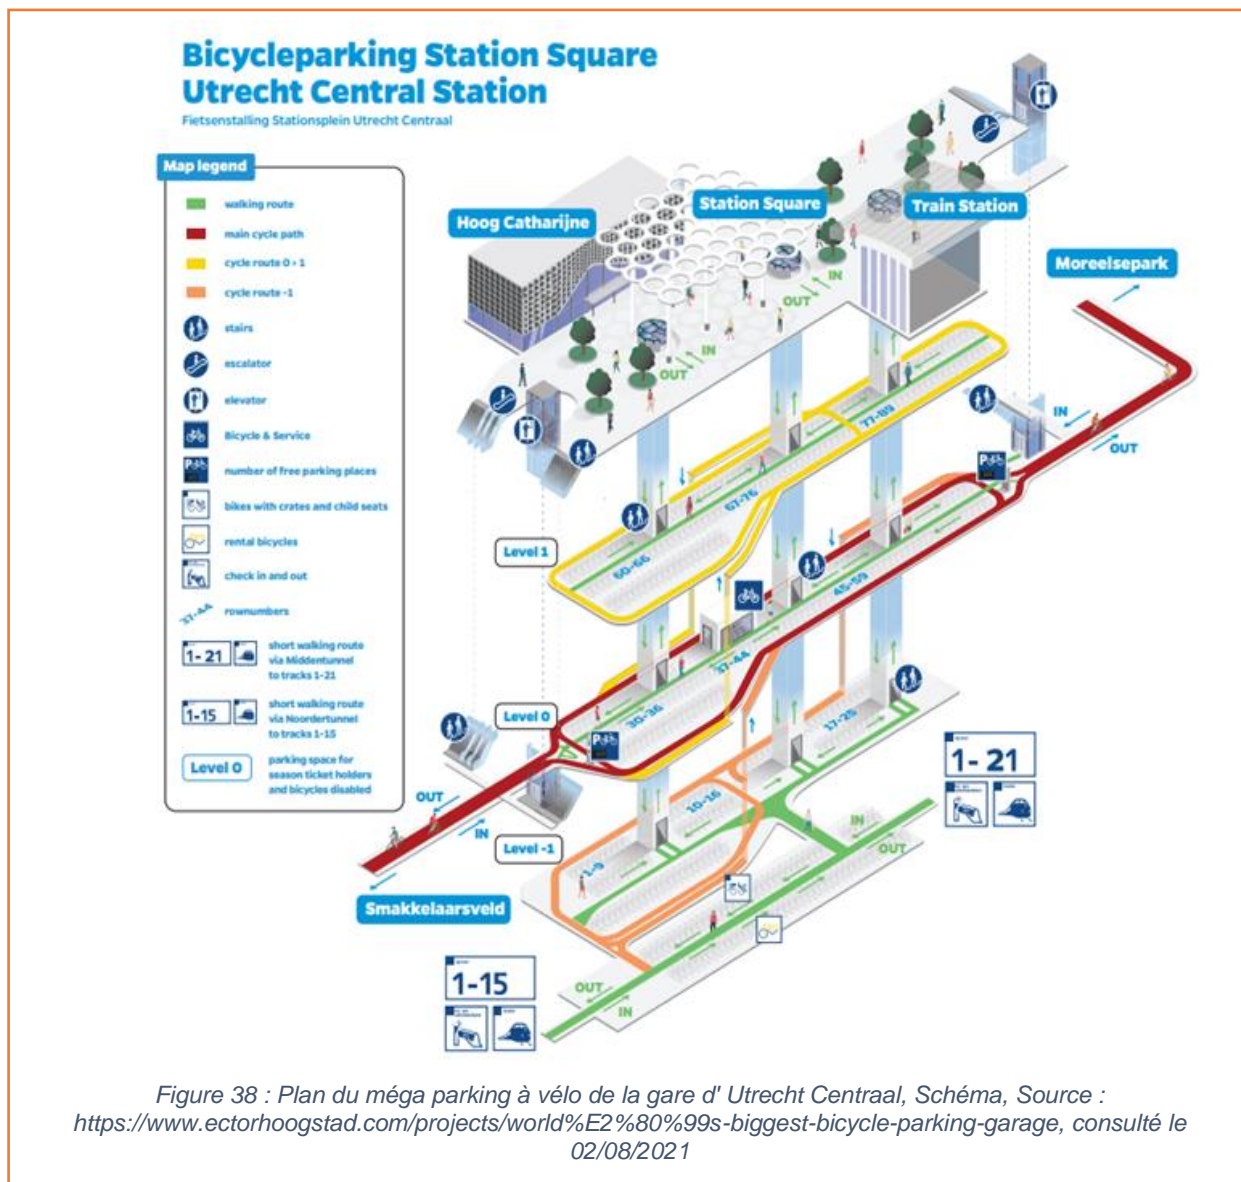 Bicycleparking Station Square
Utrecht Central Station
Fietsenstalling Stationsplein Utrecht Centraal
Map legend
walking route
main cycle path
cycle route 0 > 1
cycle route -1
stairs
escalator
elevator
Bicycle & Service
number of free parking places
bikes with crates and child seats
rental bicycles
check in and out
37-44
rownumbers
1- 21
short walking route
via Middentunnel
to tracks 1-21
1-15
short walking route
via Noordertunnel
to tracks 1-15
Level 0
parking space for
season ticket holders
and bicycles disabled
Hoog Catharijne
Station Square
Train Station
Moreelsepark
IN
OUT
IN
OUT
IN
OUT
77-89
67-76
60-66
Level 1
P
45-59
37-44
30-36
Level 0
P
OUT
IN
Smakkelaarsveld
17-25
10-16
1-9
Level -1
1- 21
IN
OUT
1-15
OUT
IN
Figure 38 : Plan du méga parking à vélo de la gare d' Utrecht Centraal, Schéma, Source :
https://www.ectorhoogstad.com/projects/world%E2%80%99s-biggest-bicycle-parking-garage, consulté le
02/08/2021